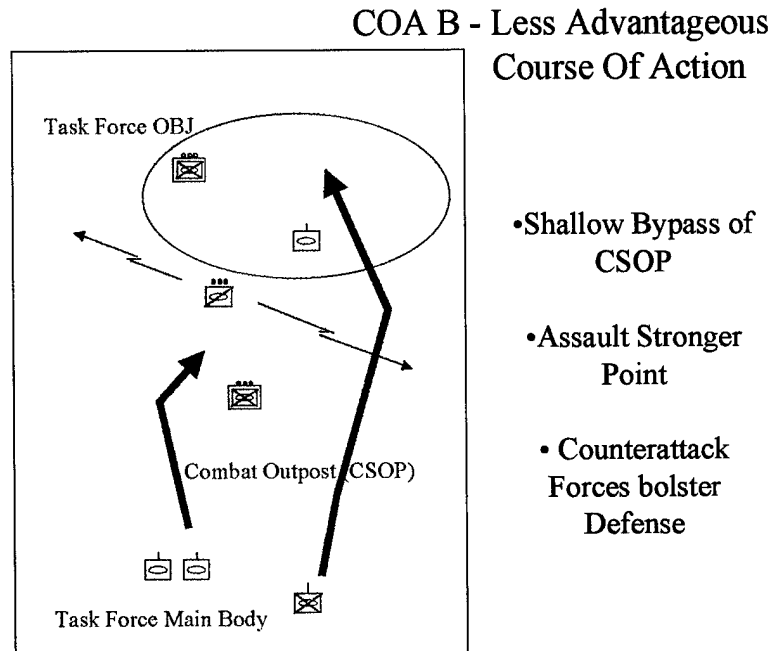 COA B - Less Advantageous
Course Of Action
Task Force OBJ
Combat Outpost (CSOP)
Task Force Main Body
•Shallow Bypass of
CSOP
•Assault Stronger
Point
• Counterattack
Forces bolster
Defense